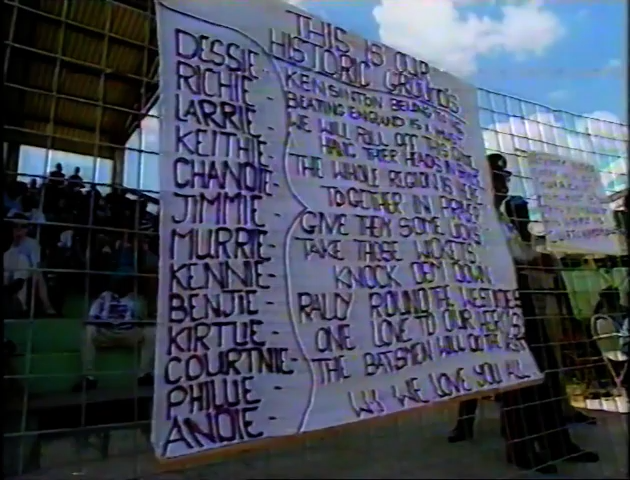 THIS IS OUR
HISTORIC GROUNDS.
DESSIE -
RICHIE -
LARRIE -
KEITHIE -
CHANDIE -
JIMMIE -
MURRIE -
KENNIE -
BENJIE -
KIRTLIE -
COURTNIE -
PHILLIE -
ANDIE -
KENSINGTON BELONG TO US
BEATING ENGLAND IS A MUST
WE WILL PULL OFF THIS ONE,
HANG THEIR HEADS IN SHAME
THE WHOLE REGION IS HERE
TOGETHER IN PRAYER
GIVE THEM SOME LICKS
TAKE THOSE WICKETS
KNOCK DEM DOWN
RALLY ROUND THE WEST INDIES
ONE LOVE TO OUR
THE BATSMEN WILL DO THE REST
WE LOVE YOU ALL.